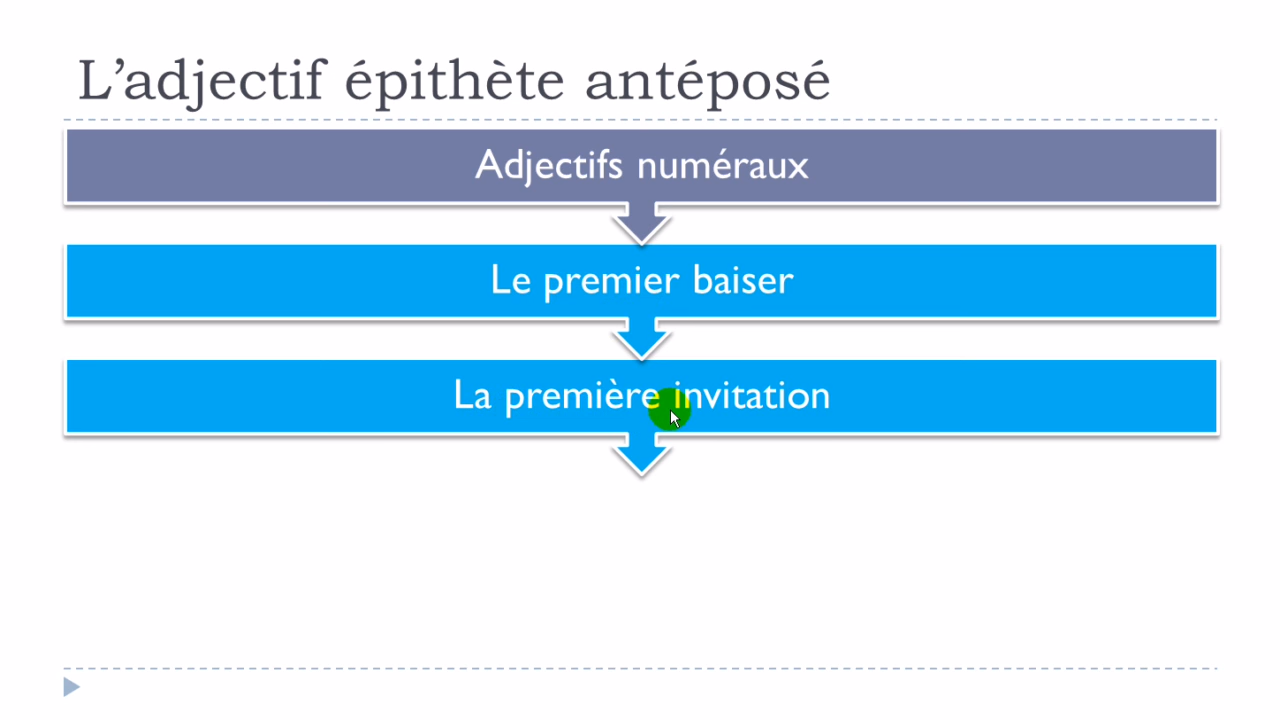 L’adjectif épithète antéposé
Adjectifs numéraux
Le premier baiser
La première invitation